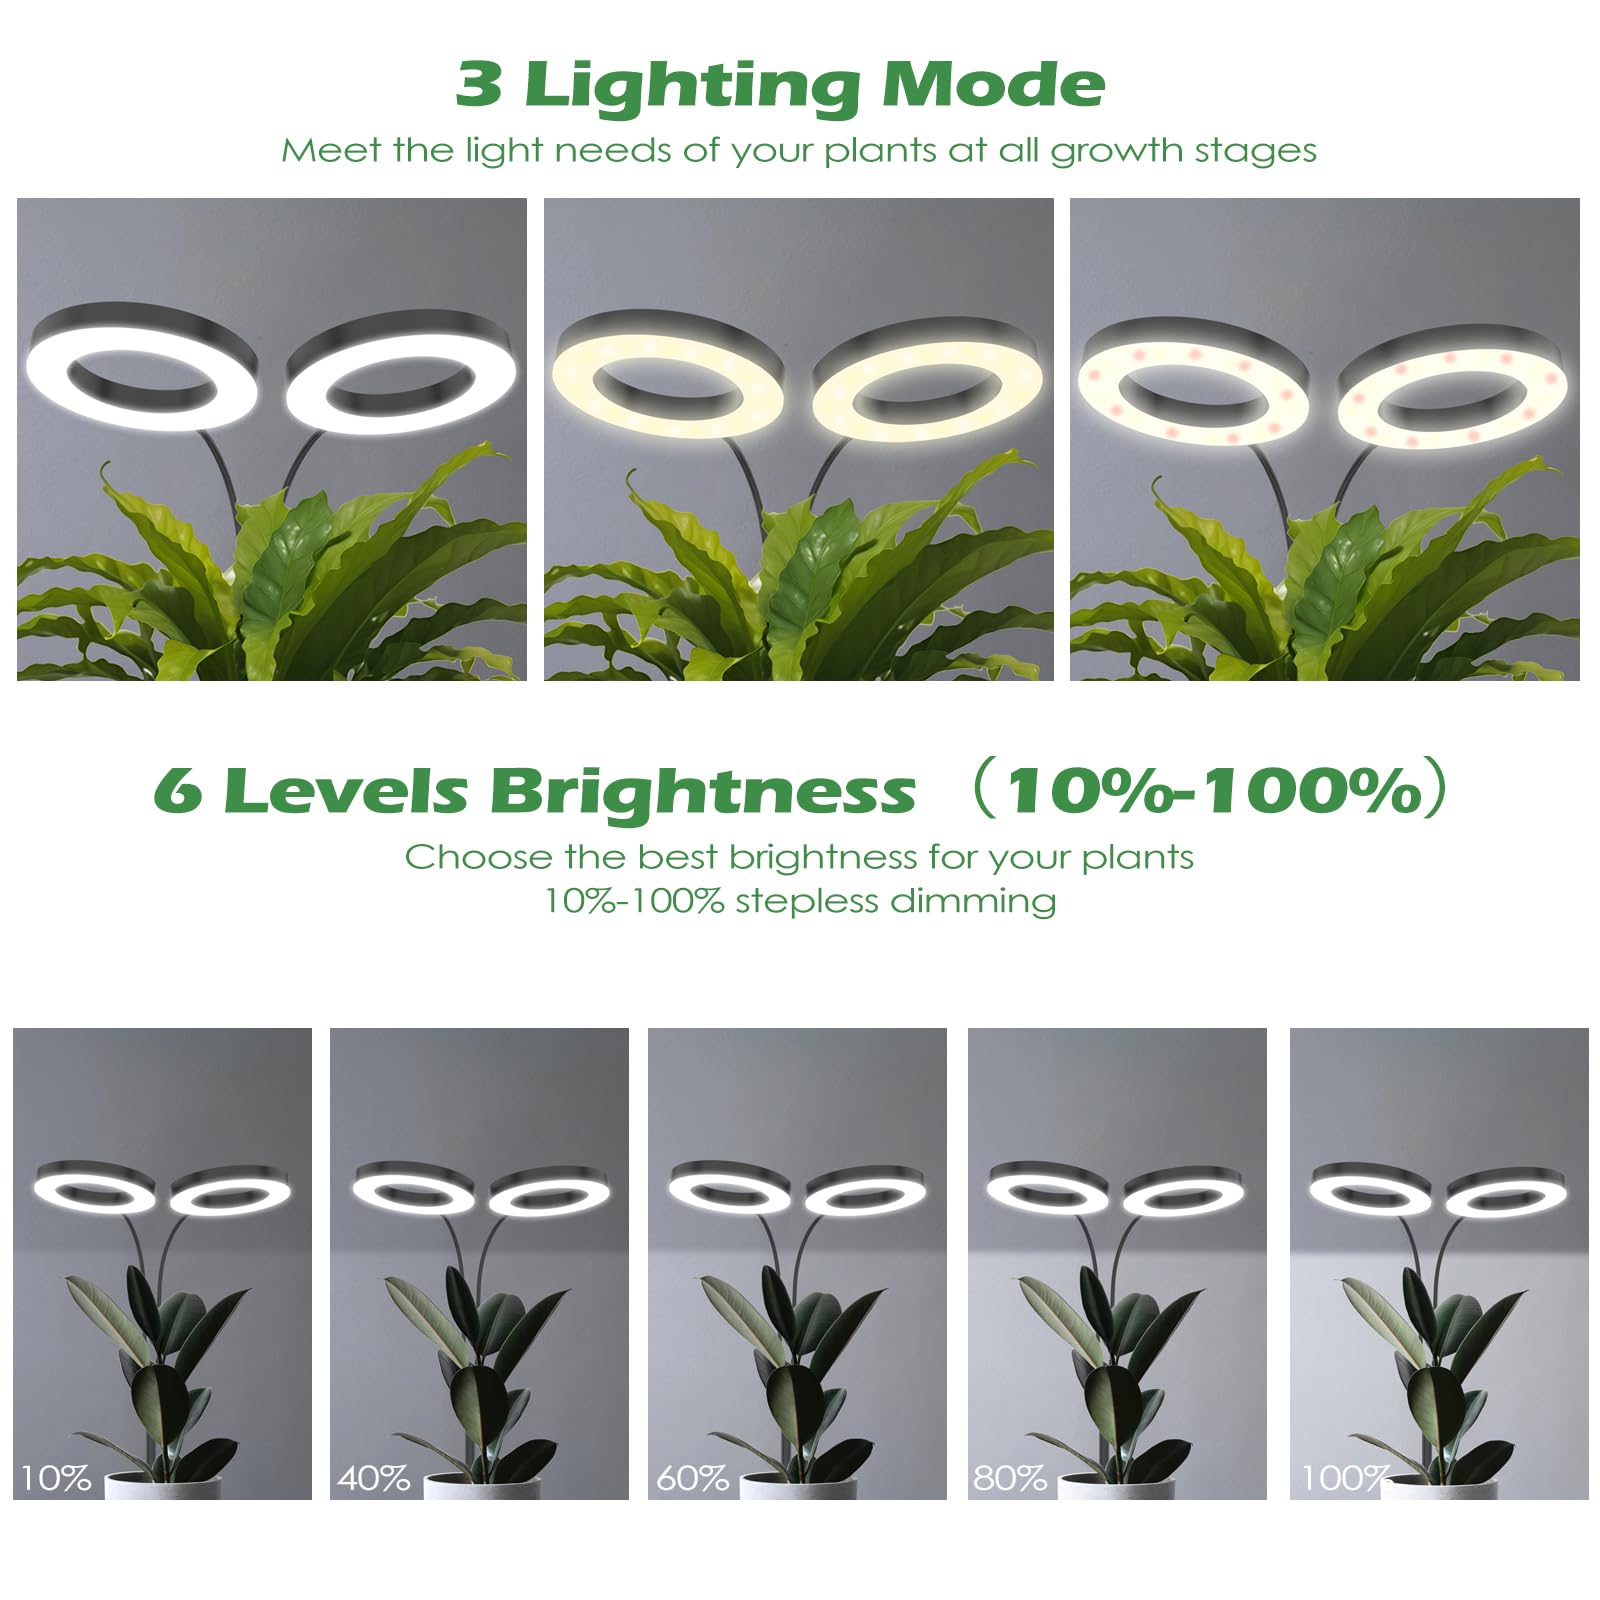 3 Lighting Mode
Meet the light needs of your plants at all growth stages
6 Levels Brightness （10%-100%）
Choose the best brightness for your plants
10%-100% stepless dimming
10%
40%
60%
80%
100%